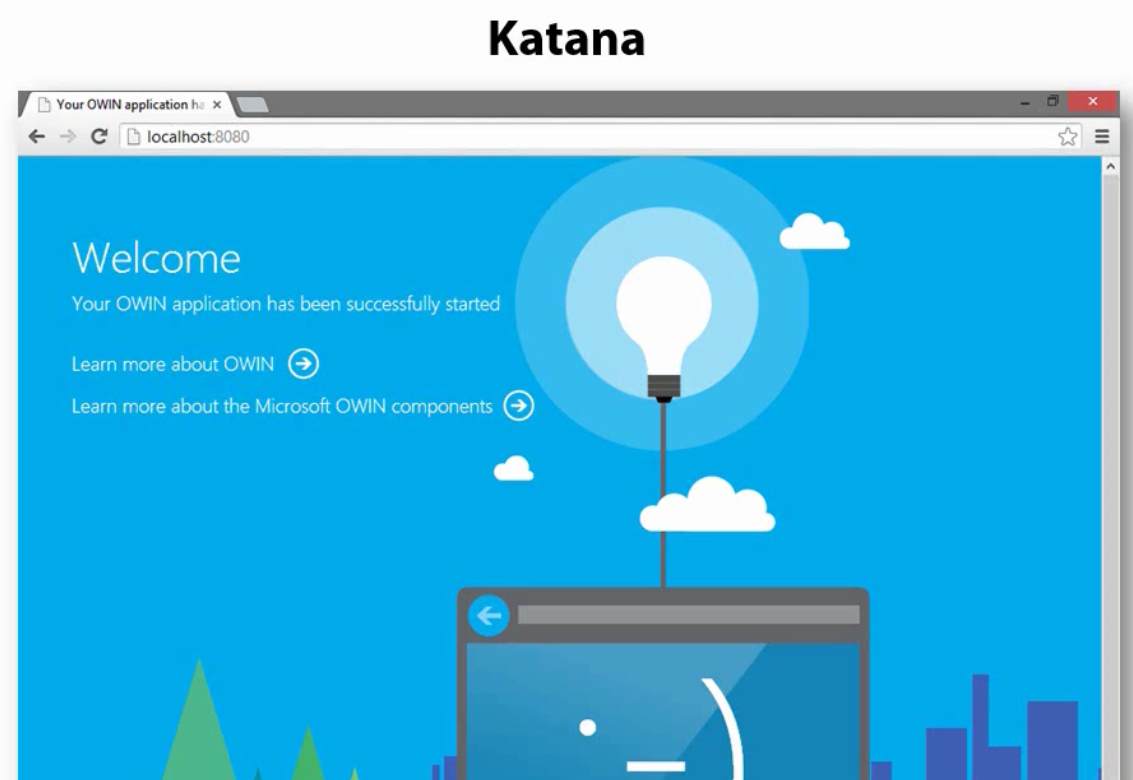 Katana
Your OWIN application ha
localhost:8080
Welcome
Your OWIN application has been successfully started
Learn more about OWIN
Learn more about the Microsoft OWIN components